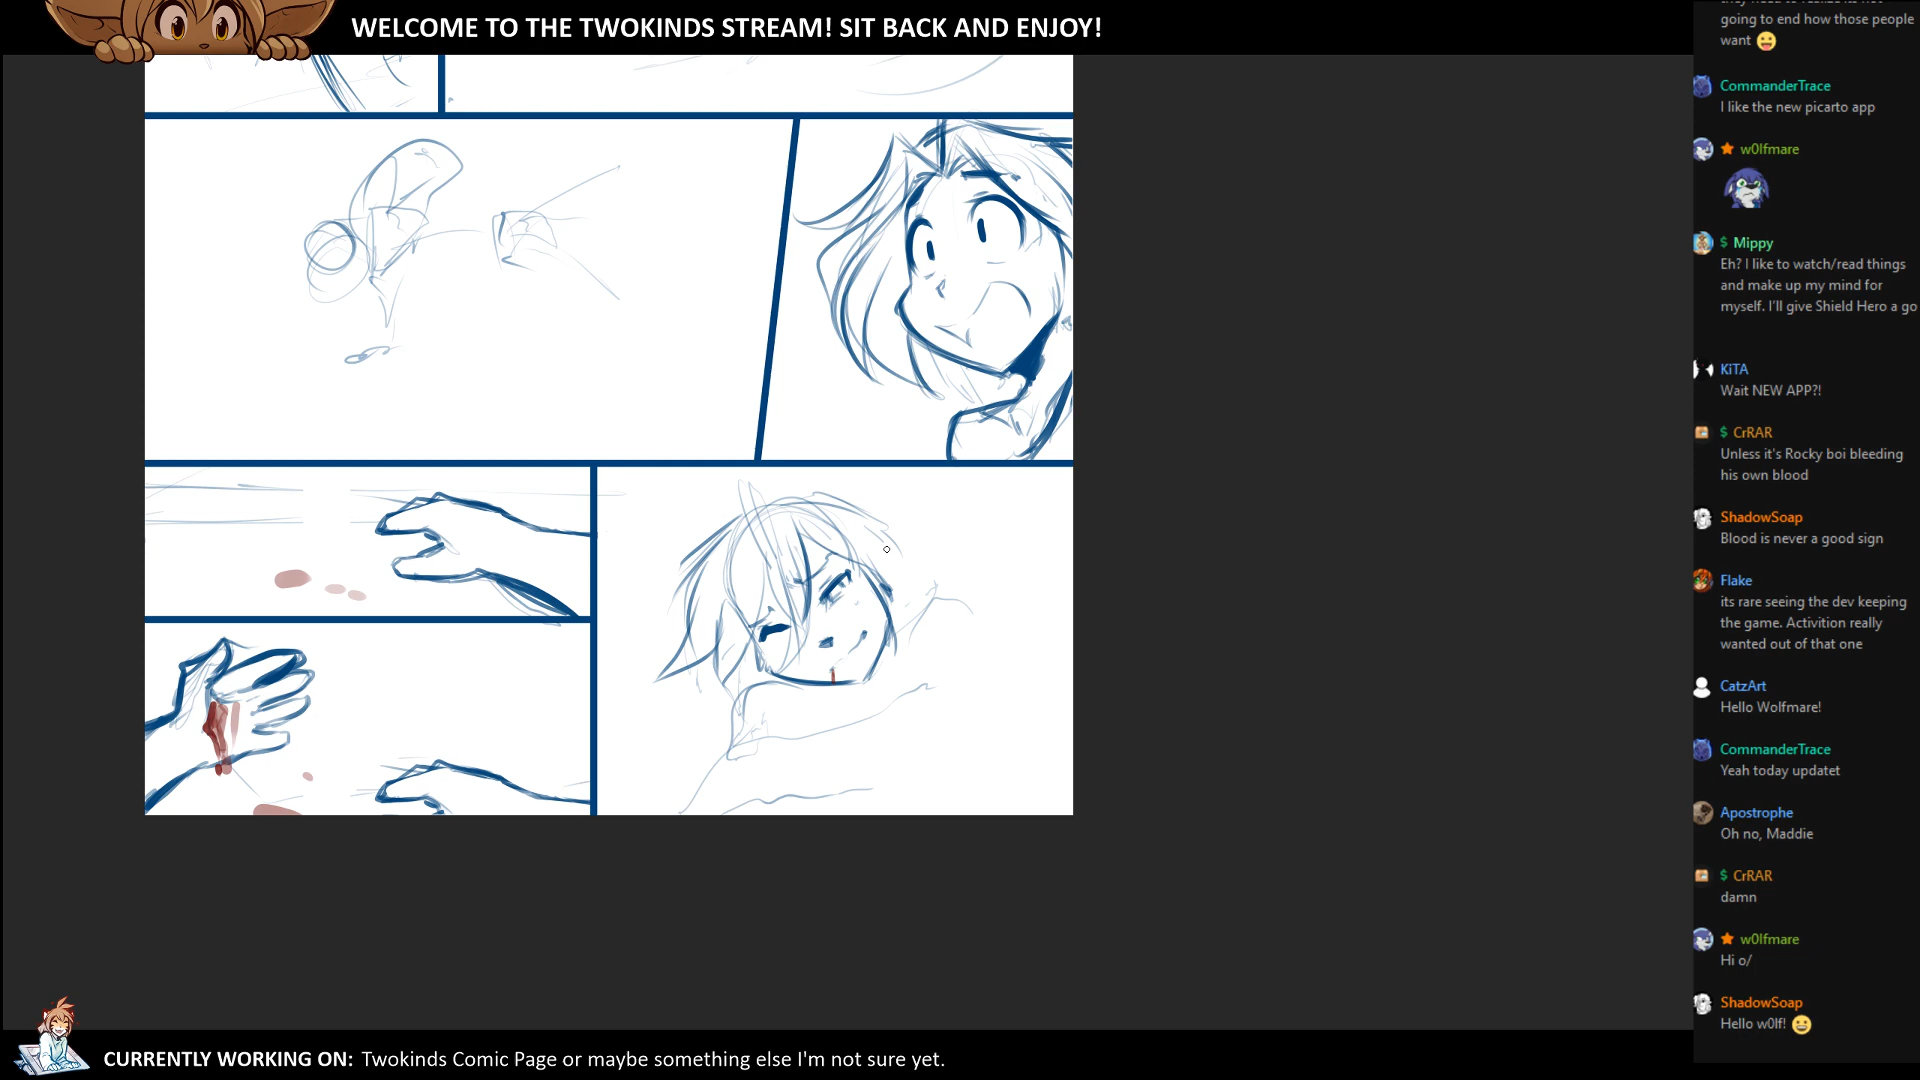 WELCOME TO THE TWOKINDS STREAM! SIT BACK AND ENJOY!
going to end how those people
want
CommanderTrace
I like the new picarto app
w0lfmare
$ Mippy
Eh? I like to watch/read things
and make up my mind for
myself. I'll give Shield Hero a go
KiTA
Wait NEW APP?!
$ CrRAR
Unless it's Rocky boi bleeding
his own blood
ShadowSoap
Blood is never a good sign
Flake
its rare seeing the dev keeping
the game. Activition really
wanted out of that one
CatzArt
Hello Wolfmare!
CommanderTrace
Yeah today updatet
Apostrophe
Oh no, Maddie
$ CrRAR
damn
w0lfmare
Hi o/
ShadowSoap
Hello w0lf!
CURRENTLY WORKING ON: Twokinds Comic Page or maybe something else I'm not sure yet.